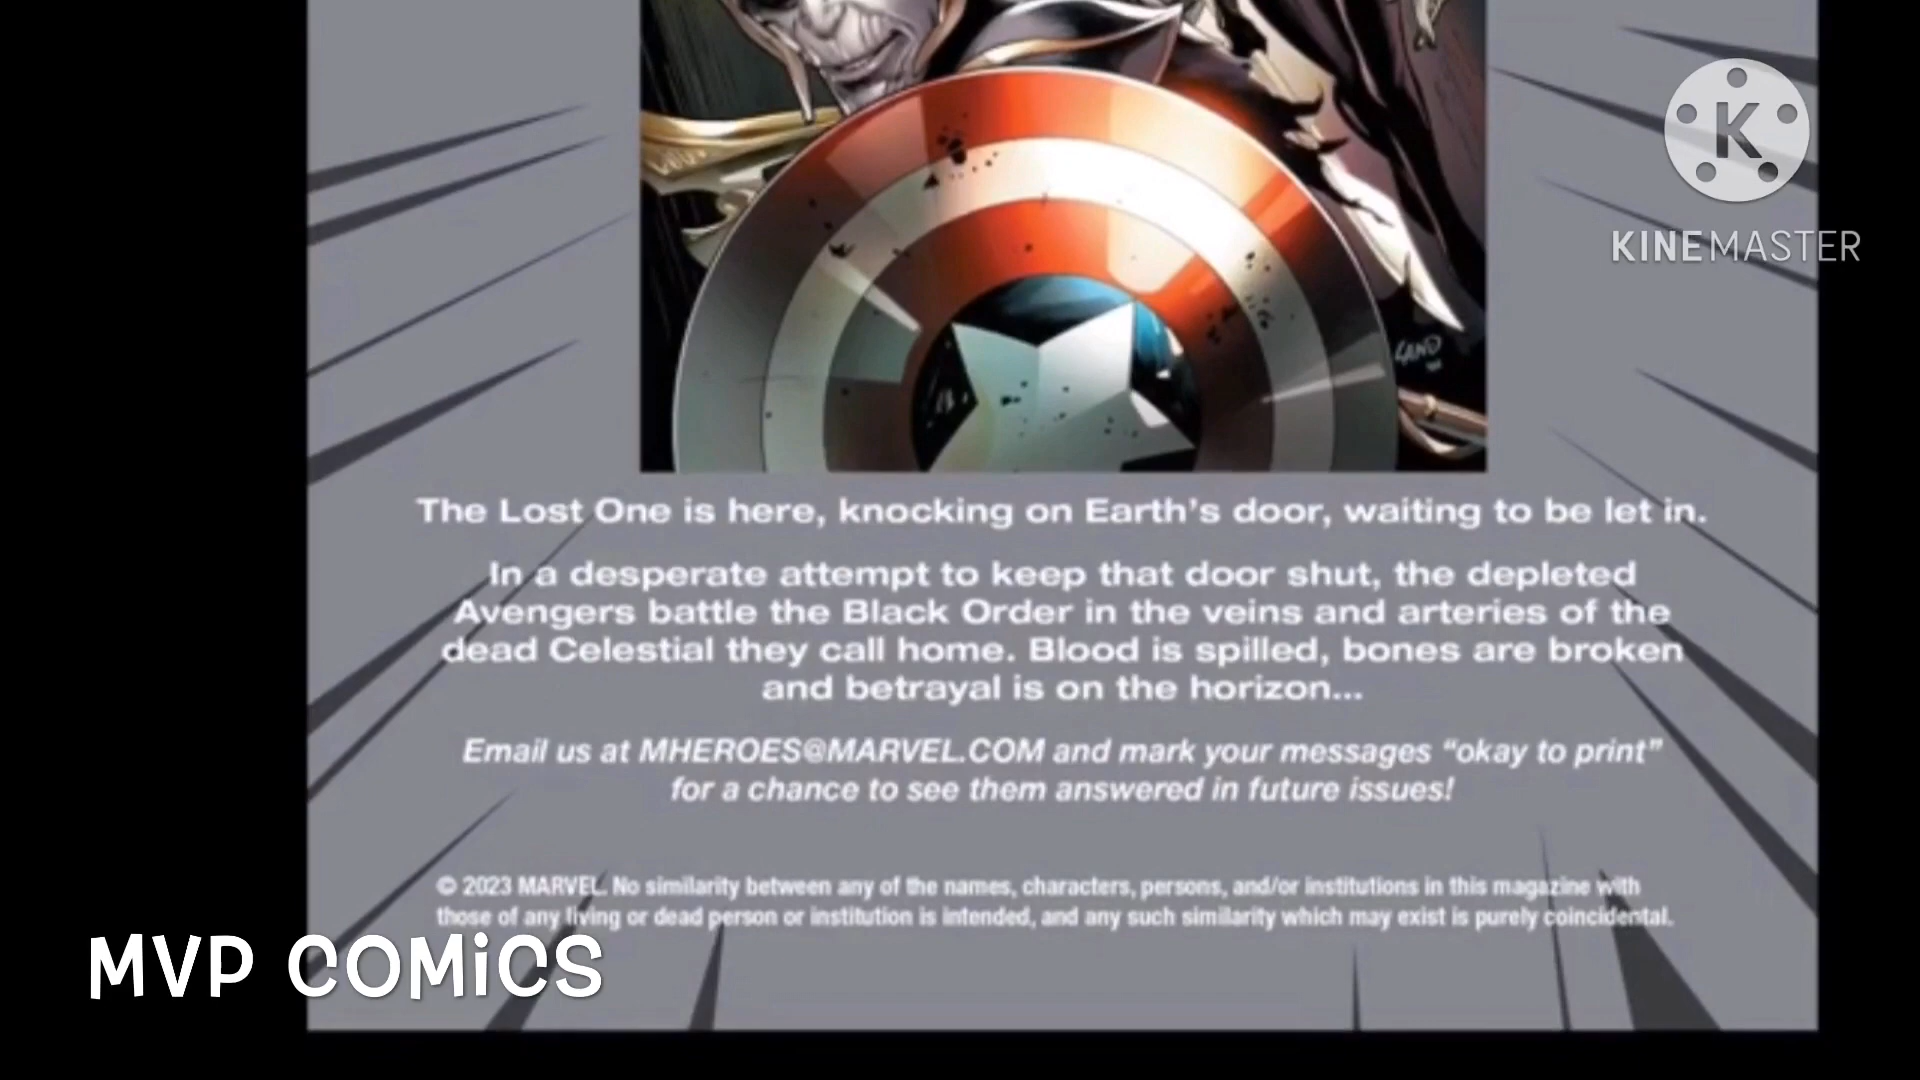 K
KINEMASTER
LAND
The Lost One is here, knocking on Earth's door, waiting to be let in.
In a desperate attempt to keep that door shut, the depleted
Avengers battle the Black Order in the veins and arteries of the
dead Celestial they call home. Blood is spilled, bones are broken
and betrayal is on the horizon...
Email us at MHEROES@MARVEL.COM and mark your messages “okay to print”
for a chance to see them answered in future issues!
© 2023 MARVEL. No similarity between any of the names, characters, persons, and/or institutions in this magazine with
those of any living or dead person or institution is intended, and any such similarity which may exist is purely coincidental.
MVP COMiCS